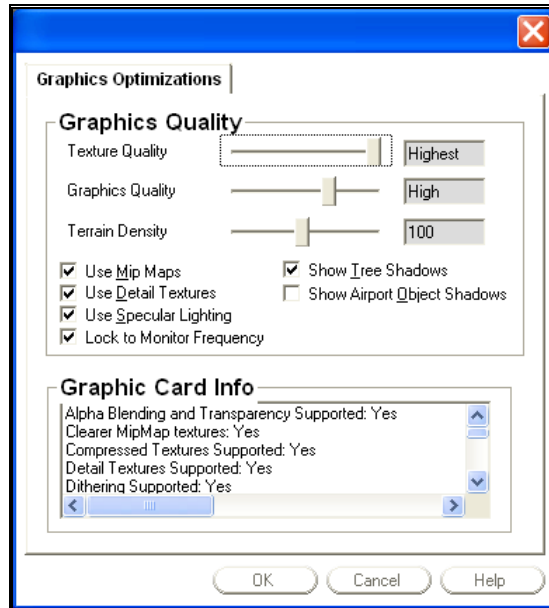 Graphics Optimizations
Graphics Quality
Texture Quality Highest
Graphics Quality High
Terrain Density 100
Use Mip Maps Show Tree Shadows
Use Detail Textures Show Airport Object Shadows
Use Specular Lighting
Lock to Monitor Frequency
Graphic Card Info
Alpha Blending and Transparency Supported: Yes
Clearer MipMap textures: Yes
Compressed Textures Supported: Yes
Detail Textures Supported: Yes
Dithering Supported: Yes
OK Cancel Help